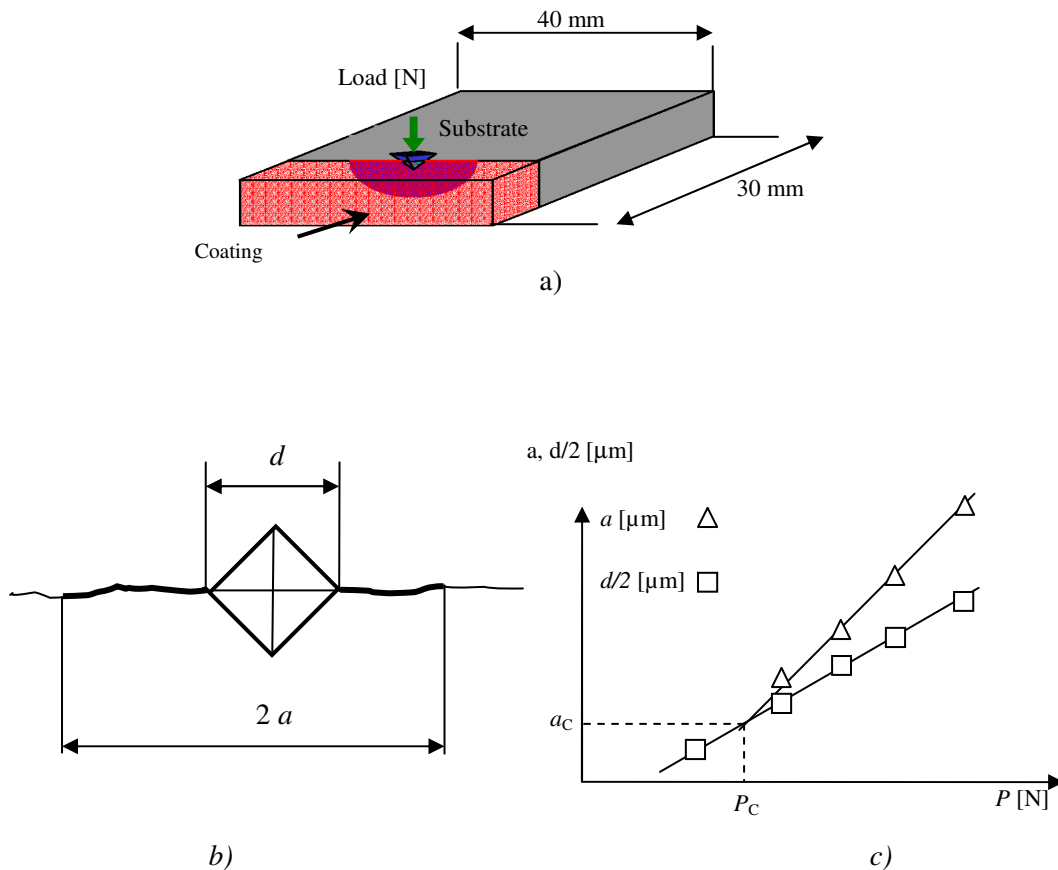 40 mm
Load [N]
Substrate
30 mm
Coating
a)
d
2 a
b)
a, d/2 [µm]
a [µm]
d/2 [µm]
a_C
P_C
P [N]
c)